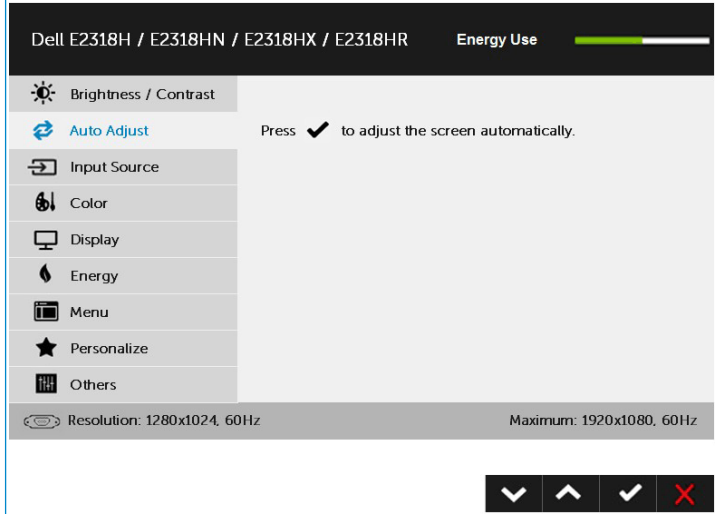 Dell E2318H / E2318HN / E2318HX / E2318HR
Energy Use
Brightness / Contrast
Auto Adjust
Press ✔ to adjust the screen automatically.
Input Source
Color
Display
Energy
Menu
Personalize
Others
Resolution: 1280x1024, 60Hz
Maximum: 1920x1080, 60Hz